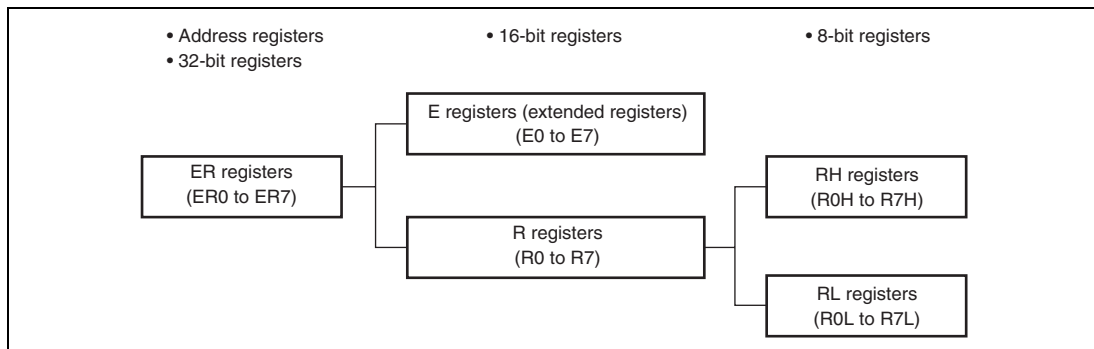 • Address registers
• 32-bit registers
• 16-bit registers
• 8-bit registers
E registers (extended registers)
(E0 to E7)
ER registers
(ER0 to ER7)
RH registers
(R0H to R7H)
R registers
(R0 to R7)
RL registers
(R0L to R7L)